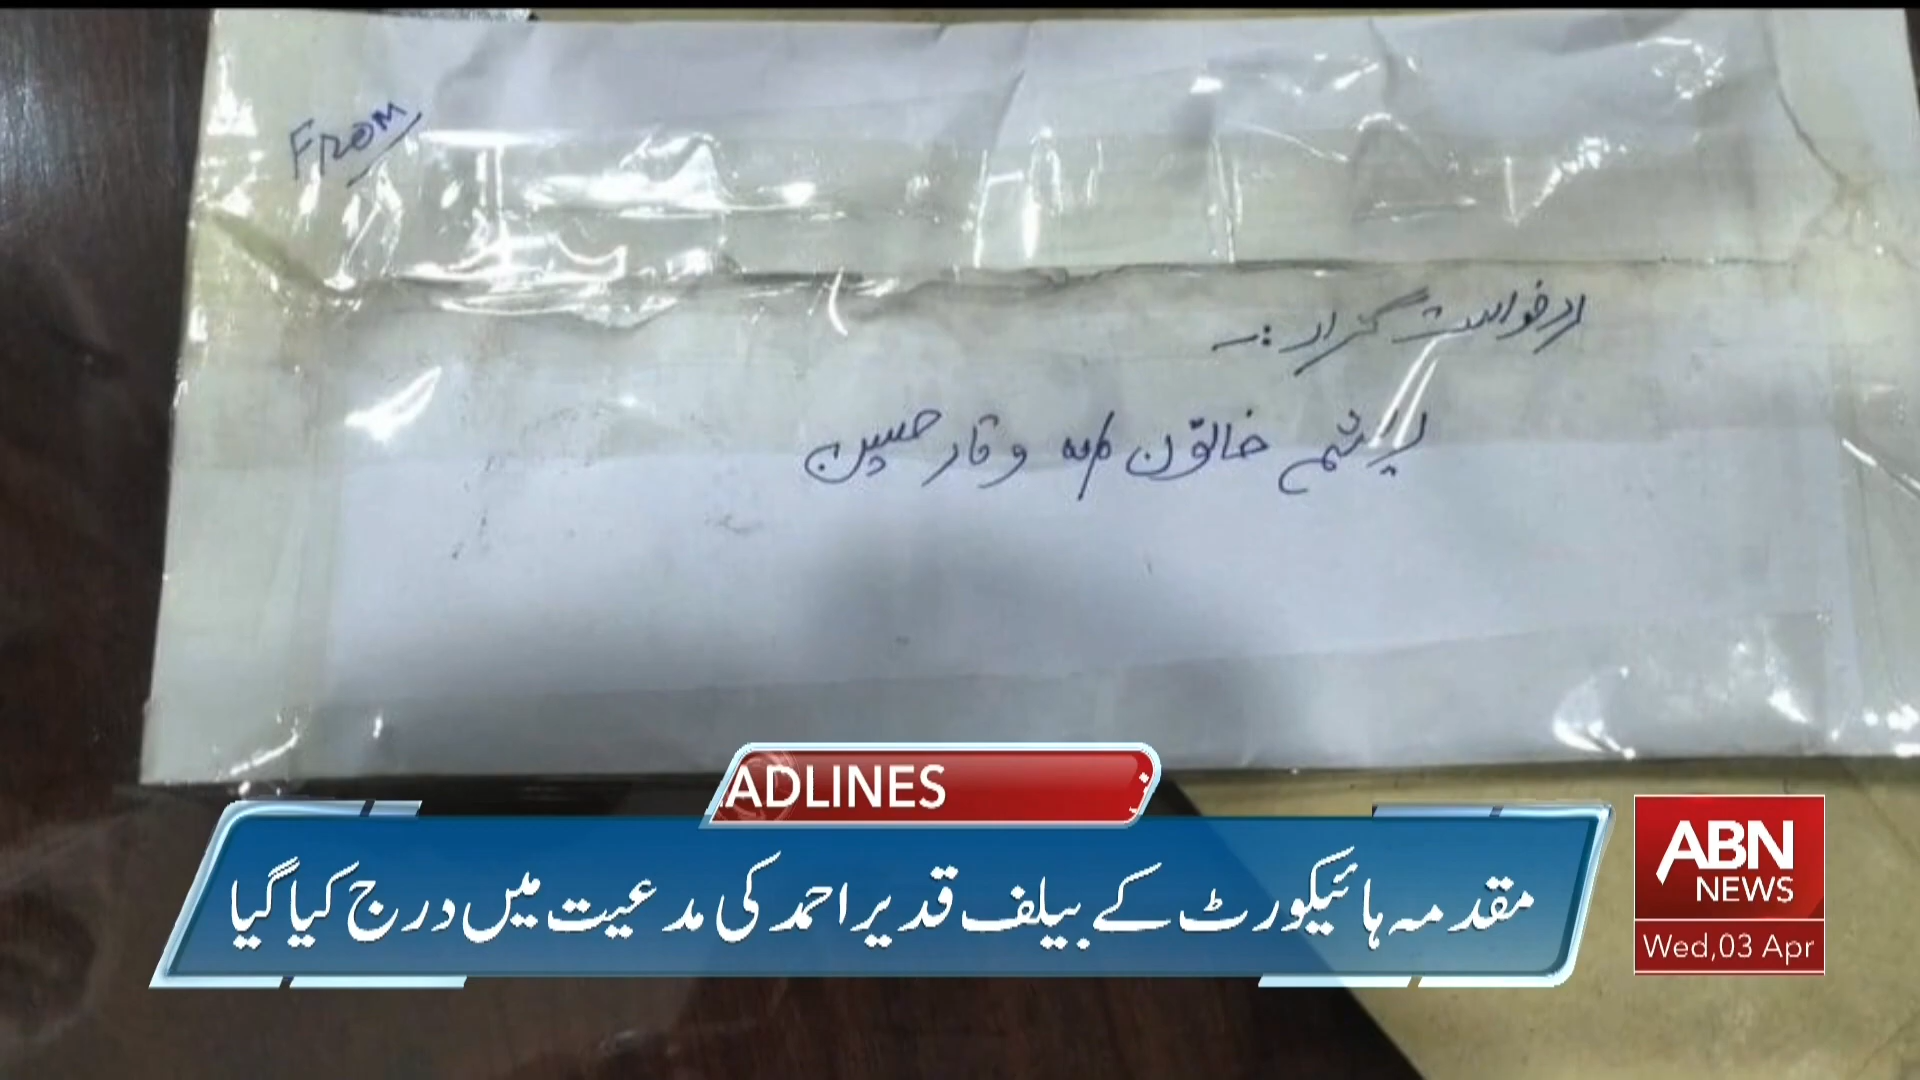 From
درخواست گزار :-
ریشم خاتون زوجہ وقار حسین
ADLINES
مقدمہ ہائیکورٹ کے بیلف قدیر احمد کی مدعیت میں درج کیا گیا
ABN
NEWS
Wed,03 Apr